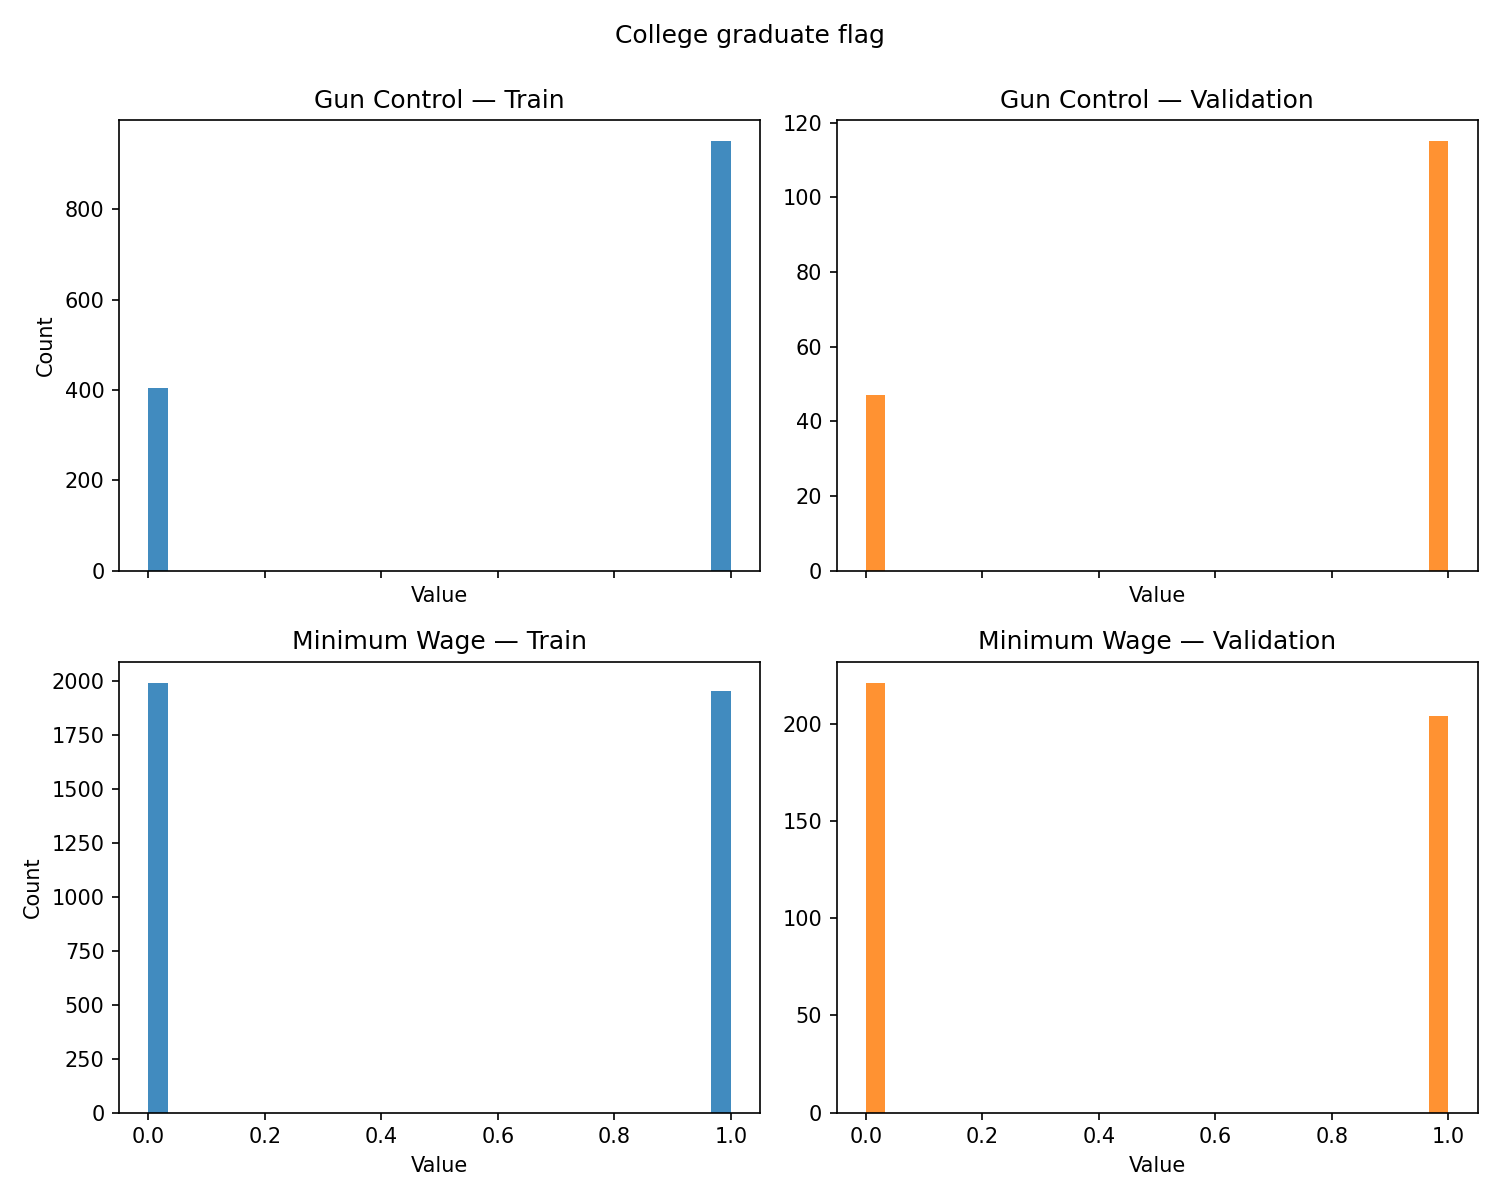 College graduate flag
Gun Control — Train
Gun Control — Validation
Count
800
600
400
200
0
Value
120
100
80
60
40
20
0
Value
Minimum Wage — Train
Minimum Wage — Validation
Count
2000
1750
1500
1250
1000
750
500
250
0
0.0 0.2 0.4 0.6 0.8 1.0
Value
200
150
100
50
0
0.0 0.2 0.4 0.6 0.8 1.0
Value